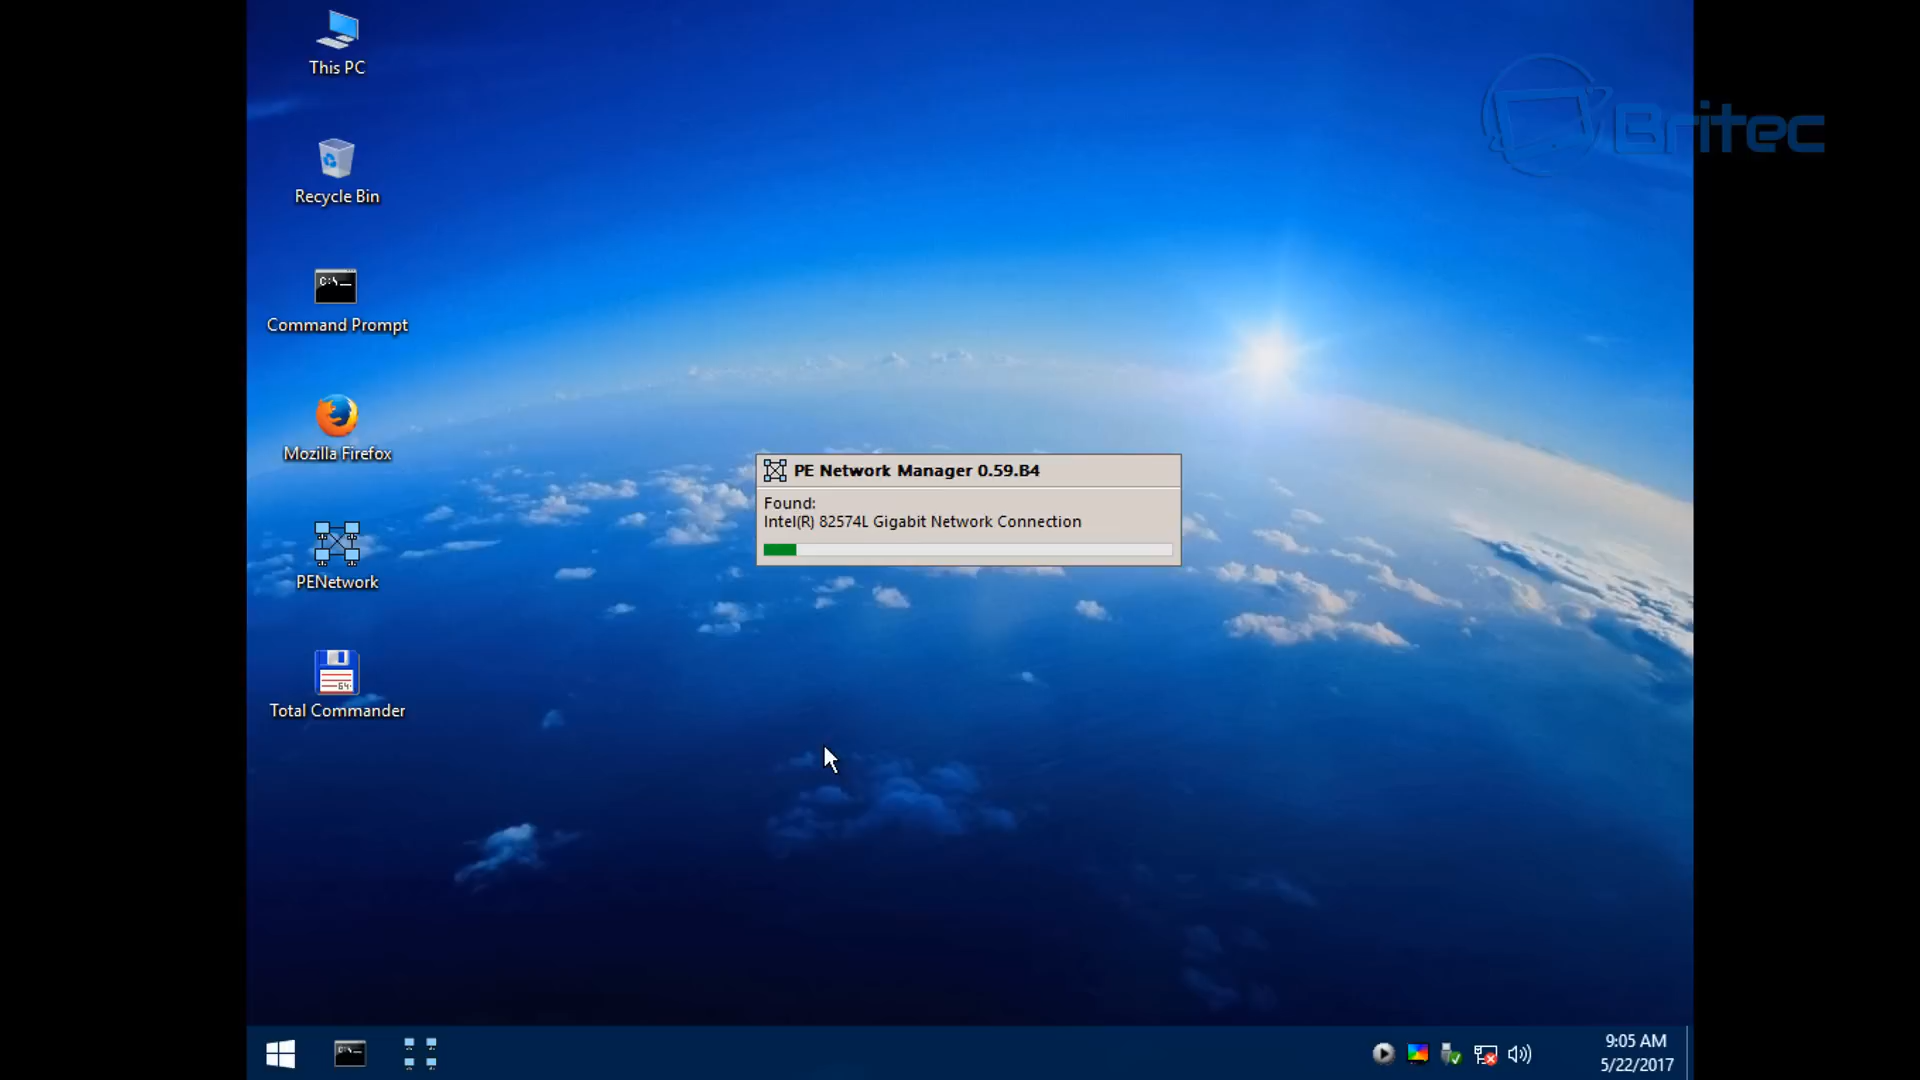 This PC
Recycle Bin
C:\
Command Prompt
Mozilla Firefox
PENetwork
64
Total Commander
Britec
PE Network Manager 0.59.B4
Found:
Intel(R) 82574L Gigabit Network Connection
9:05 AM
5/22/2017